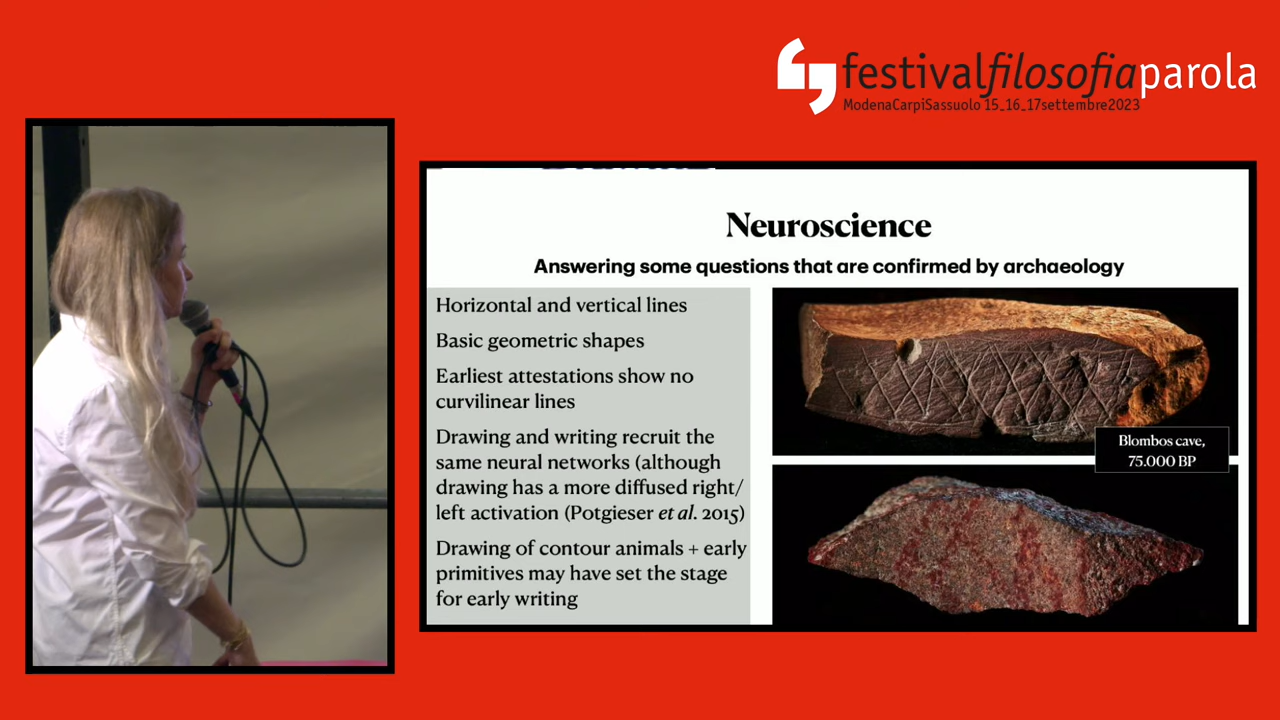 festivalfilosofiaparola
ModenaCarpiSassuolo 15_16_17settembre2023
Neuroscience
Answering some questions that are confirmed by archaeology
Horizontal and vertical lines
Basic geometric shapes
Earliest attestations show no
curvilinear lines
Drawing and writing recruit the
same neural networks (although
drawing has a more diffused right/
left activation (Potgieser et al. 2015)
Drawing of contour animals + early
primitives may have set the stage
for early writing
Blombos cave,
75.000 BP